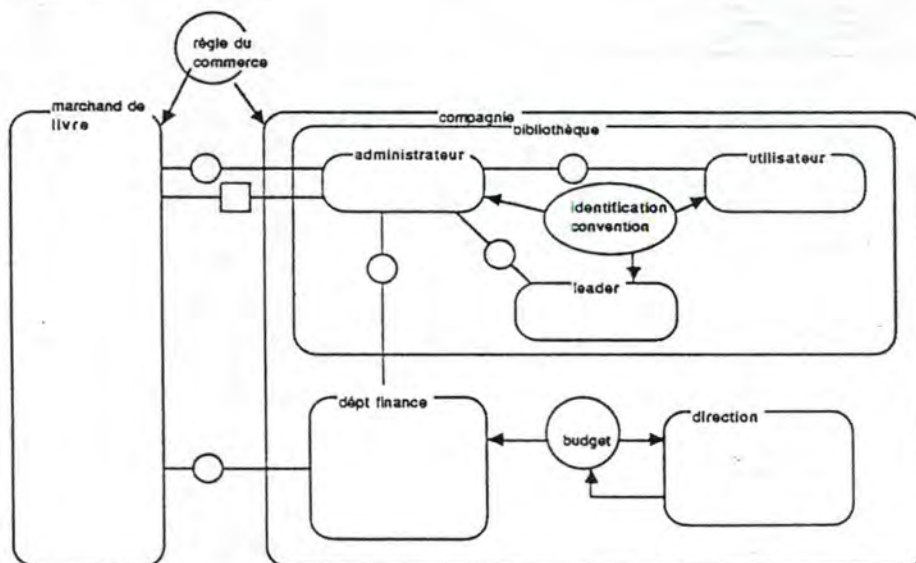 règle du
commerce
marchand de
livre
compagnie
bibliothèque
administrateur
utilisateur
identification
convention
leader
dépt finance
budget
direction